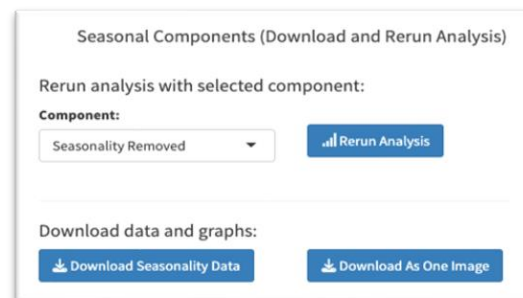 Seasonal Components (Download and Rerun Analysis)
Rerun analysis with selected component:
Component:
Seasonality Removed
Rerun Analysis
Download data and graphs:
Download Seasonality Data
Download As One Image